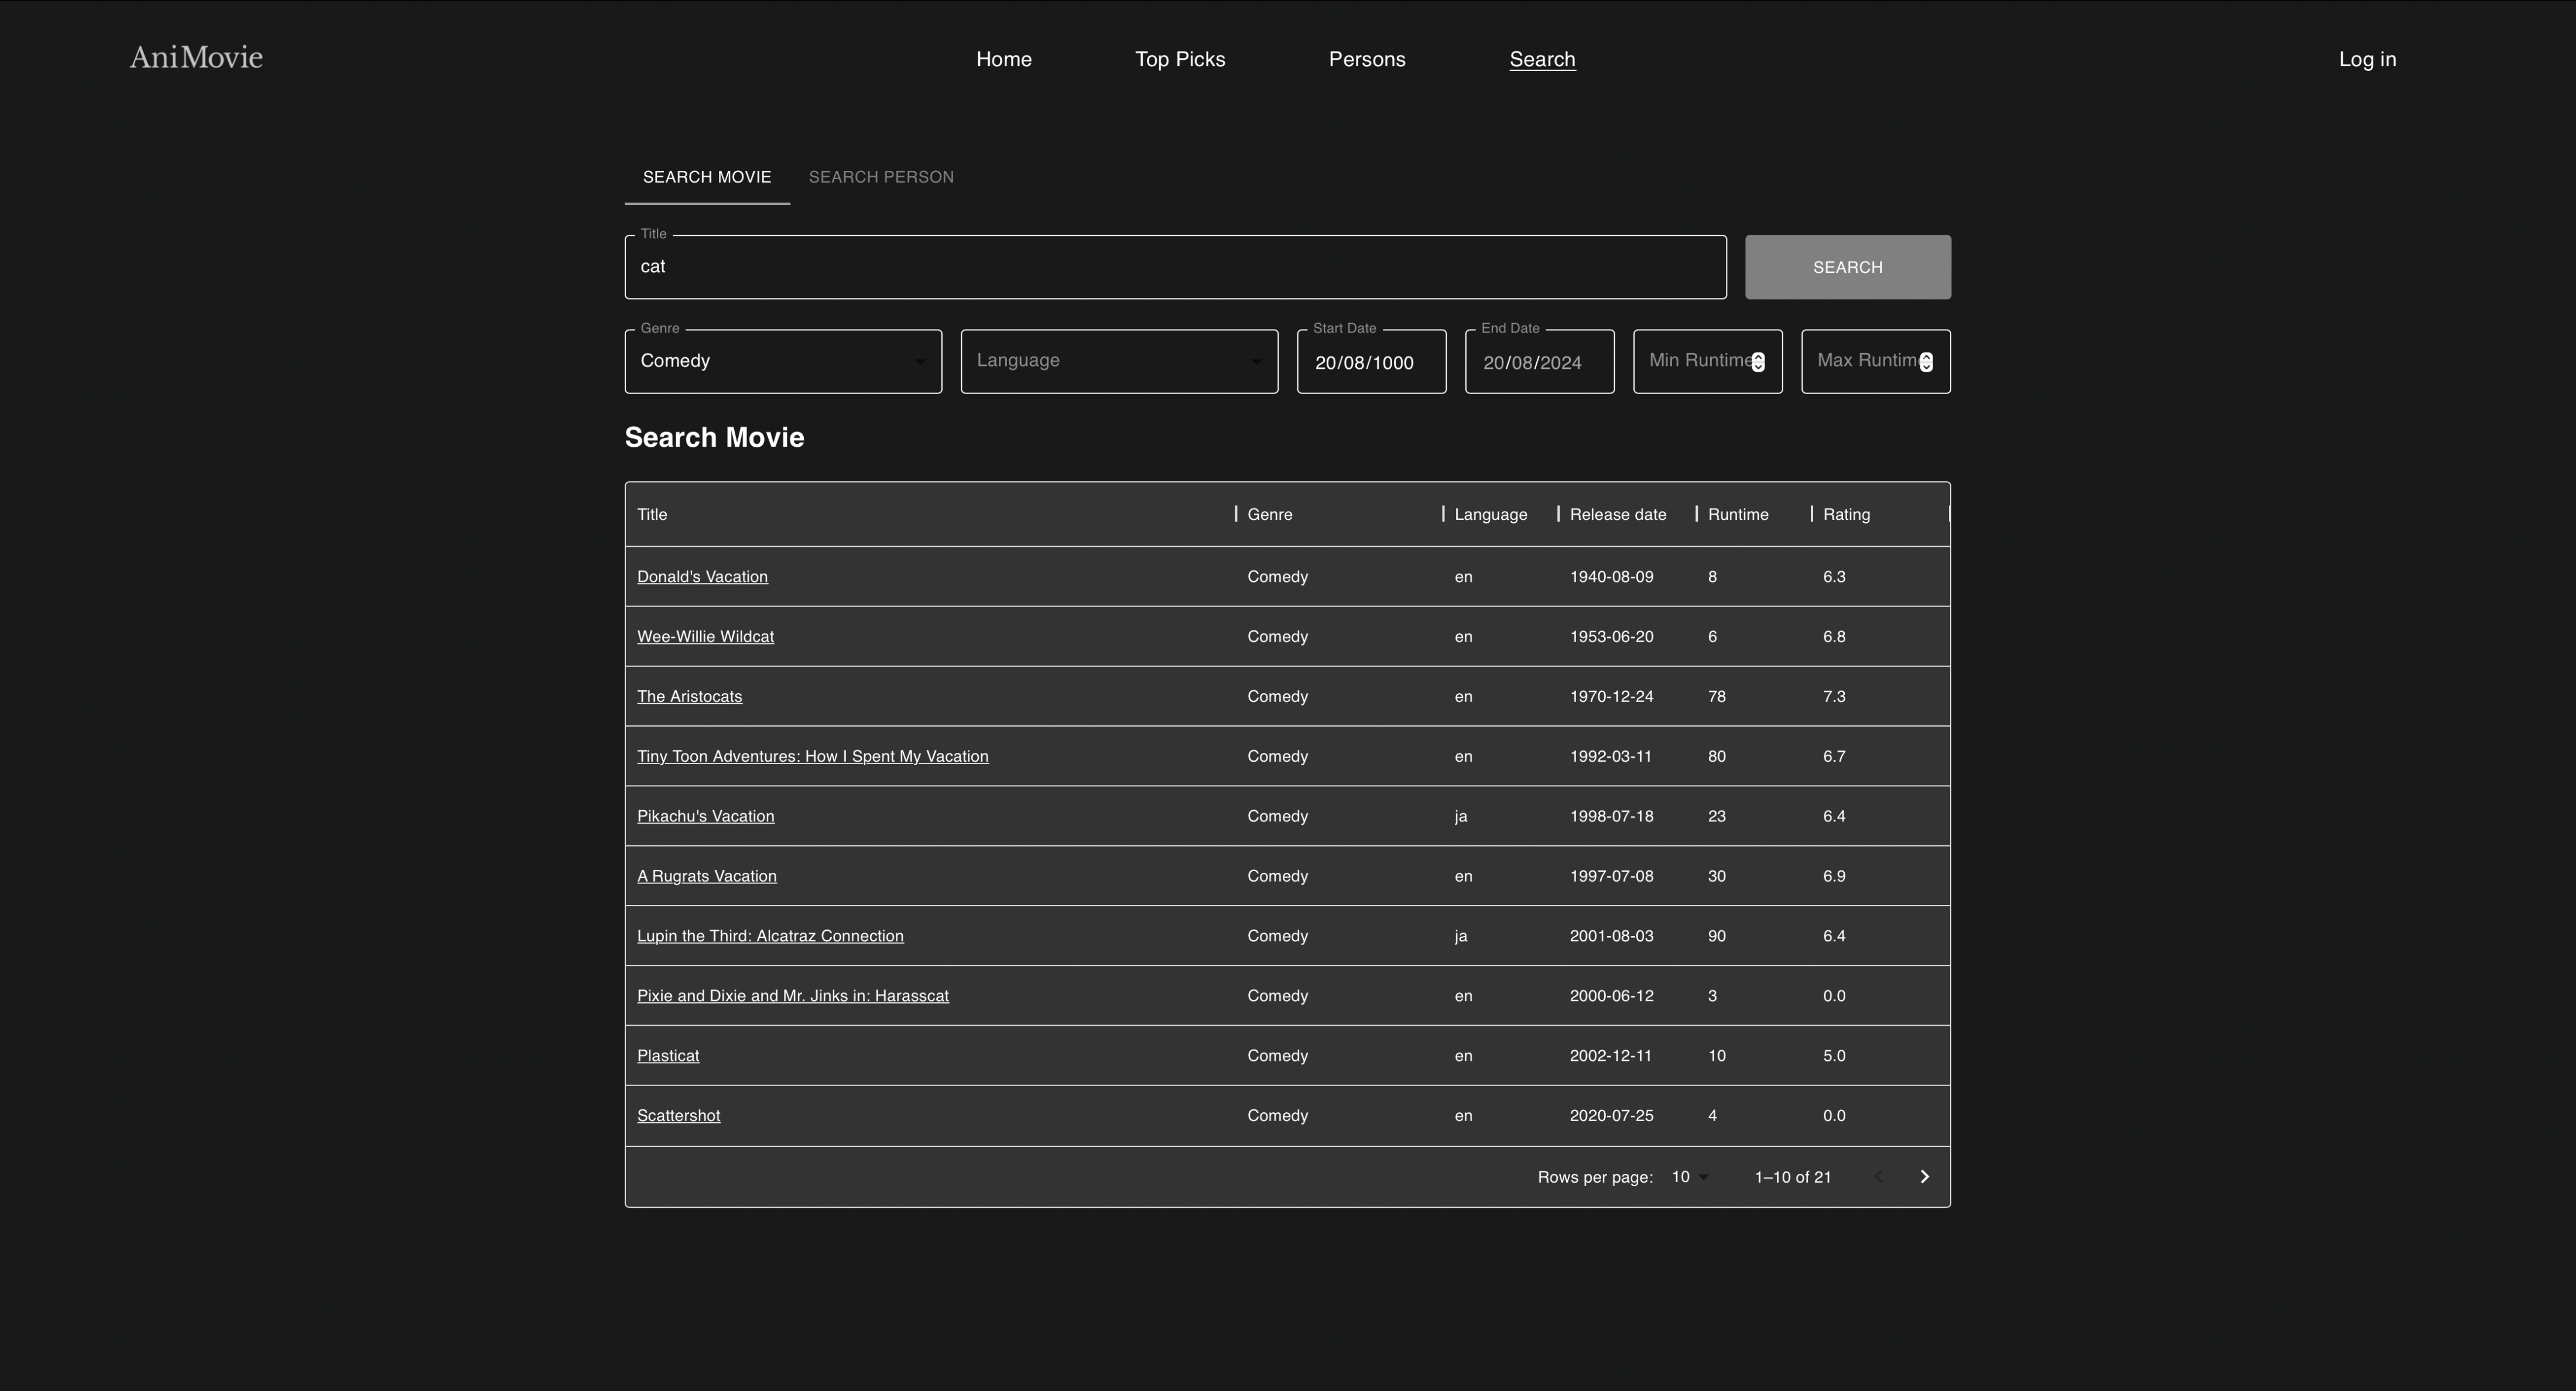 AniMovie Home Top Picks Persons Search Log in
SEARCH MOVIE SEARCH PERSON
Title
cat SEARCH
Genre Start Date End Date
Comedy Language 20/08/1000 20/08/2024 Min Runtime Max Runtim
Search Movie
Title Genre Language Release date Runtime Rating
Donald's Vacation Comedy en 1940-08-09 8 6.3
Wee-Willie Wildcat Comedy en 1953-06-20 6 6.8
The Aristocats Comedy en 1970-12-24 78 7.3
Tiny Toon Adventures: How I Spent My Vacation Comedy en 1992-03-11 80 6.7
Pikachu's Vacation Comedy ja 1998-07-18 23 6.4
A Rugrats Vacation Comedy en 1997-07-08 30 6.9
Lupin the Third: Alcatraz Connection Comedy ja 2001-08-03 90 6.4
Pixie and Dixie and Mr. Jinks in: Harasscat Comedy en 2000-06-12 3 0.0
Plasticat Comedy en 2002-12-11 10 5.0
Scattershot Comedy en 2020-07-25 4 0.0
Rows per page: 10 1–10 of 21